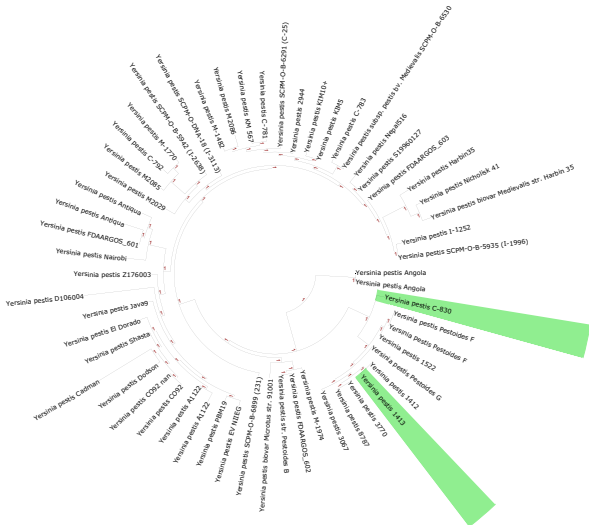 Yersinia pestis subsp. pestis bv. Medievalis SCPM-O-B-6530
Yersinia pestis Nepal516
Yersinia pestis S19960127
Yersinia pestis FDAARGOS_603
Yersinia pestis Harbin35
Yersinia pestis Nicholisk 41
Yersinia pestis biovar Medievalis str. Harbin 35
Yersinia pestis I-1252
Yersinia pestis SCPM-O-B-5935 (I-1996)
Yersinia pestis Angola
Yersinia pestis Angola
Yersinia pestis C-830
Yersinia pestis Pestoides F
Yersinia pestis Pestoides F
Yersinia pestis 1522
Yersinia pestis Pestoides G
Yersinia pestis 1412
Yersinia pestis 1413
Yersinia pestis 3770
Yersinia pestis 8787
Yersinia pestis 3067
Yersinia pestis M-1974
Yersinia pestis FDAARGOS_602
Yersinia pestis str. Pestoides B
Yersinia pestis biovar Microtus str. 91001
Yersinia pestis SCPM-O-B-6899 (231)
Yersinia pestis EV NIIEG
Yersinia pestis PBM19
Yersinia pestis A1122
Yersinia pestis A1122
Yersinia pestis CO92
Yersinia pestis CO92 nan
Yersinia pestis Dodson
Yersinia pestis Cadman
Yersinia pestis Shasta
Yersinia pestis El Dorado
Yersinia pestis Java9
Yersinia pestis D106004
Yersinia pestis Z176003
Yersinia pestis Nairobi
Yersinia pestis FDAARGOS_601
Yersinia pestis Antiqua
Yersinia pestis Antiqua
Yersinia pestis M2029
Yersinia pestis M2085
Yersinia pestis C-792
Yersinia pestis M-1770
Yersinia pestis SCPM-O-B-5942 (I-2638)
Yersinia pestis SCPM-O-DNA-18 (I-3113)
Yersinia pestis M-1482
Yersinia pestis M2086
Yersinia pestis KM 567
Yersinia pestis C-781
Yersinia pestis SCPM-O-B-6291 (C-25)
Yersinia pestis 2944
Yersinia pestis KIM10+
Yersinia pestis KIM5
Yersinia pestis C-783